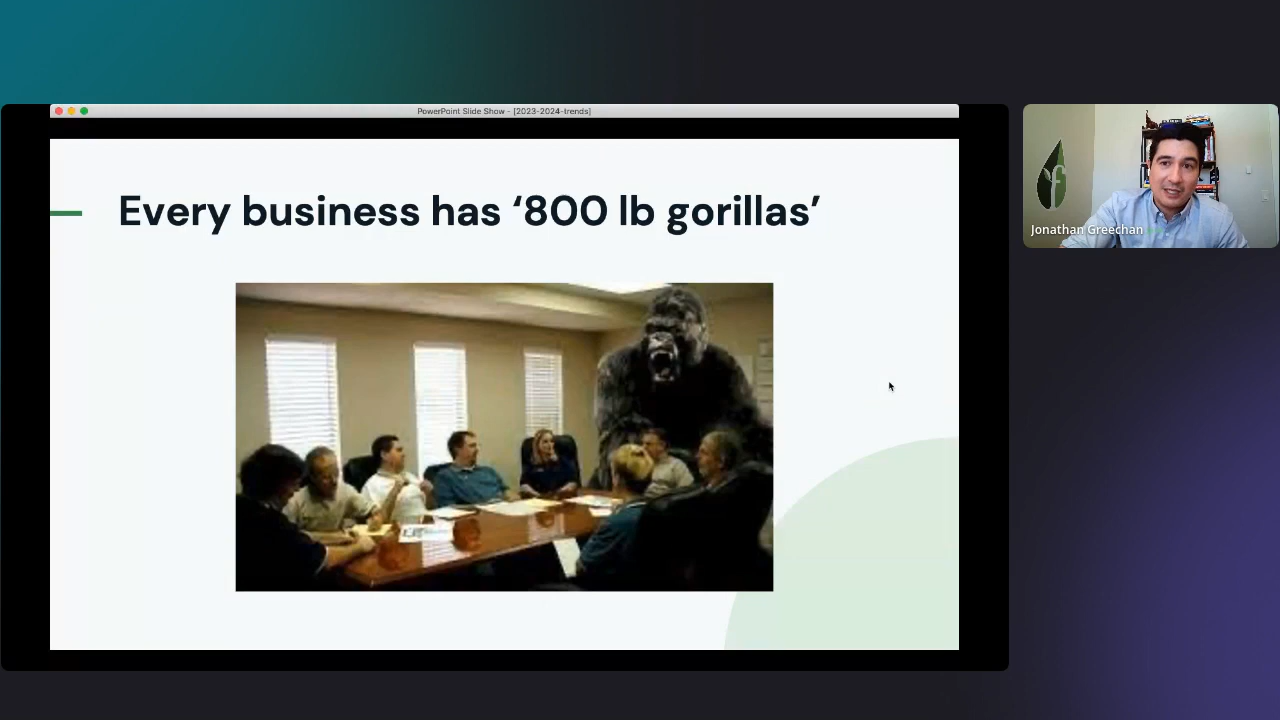 PowerPoint Slide Show - [2023-2024-trends]
Every business has ‘800 lb gorillas’
Jonathan Greechan